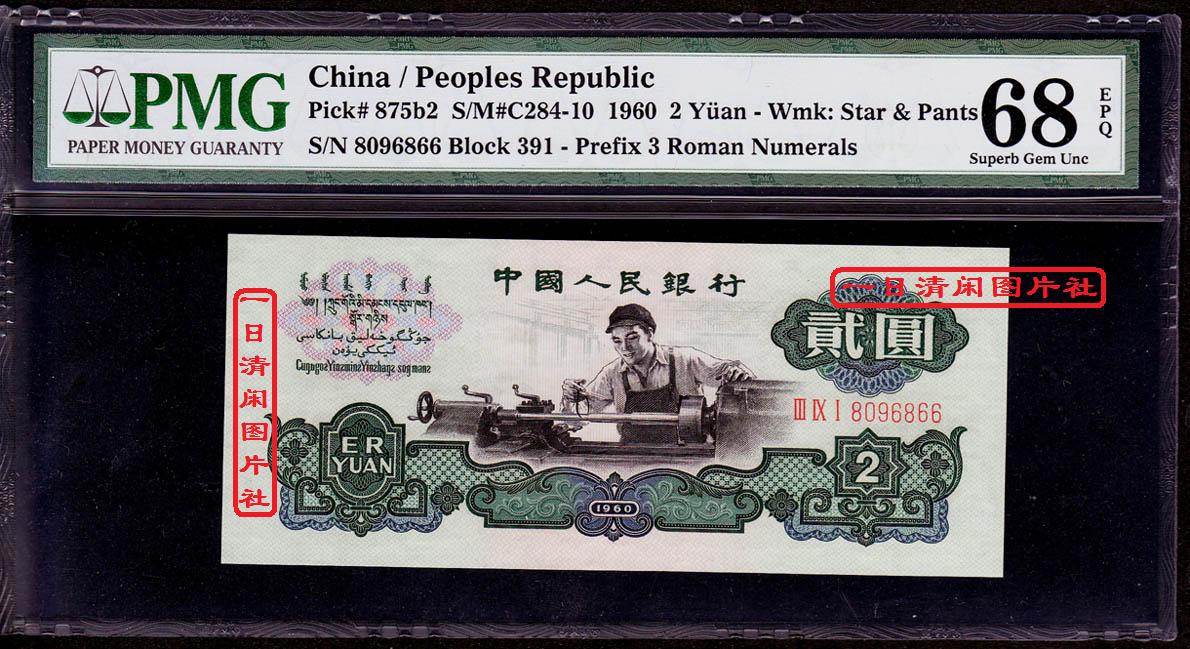 PMG
PAPER MONEY GUARANTY
China / Peoples Republic
Pick# 875b2 S/M#C284-10 1960 2 Yüan - Wmk: Star & Pants
S/N 8096866 Block 391 - Prefix 3 Roman Numerals
68
EPQ
Superb Gem Unc
中國人民銀行
一日清闲图片社
一日清闲图片社
貳圓
III IX I 8096866
ER
YUAN
2
1960